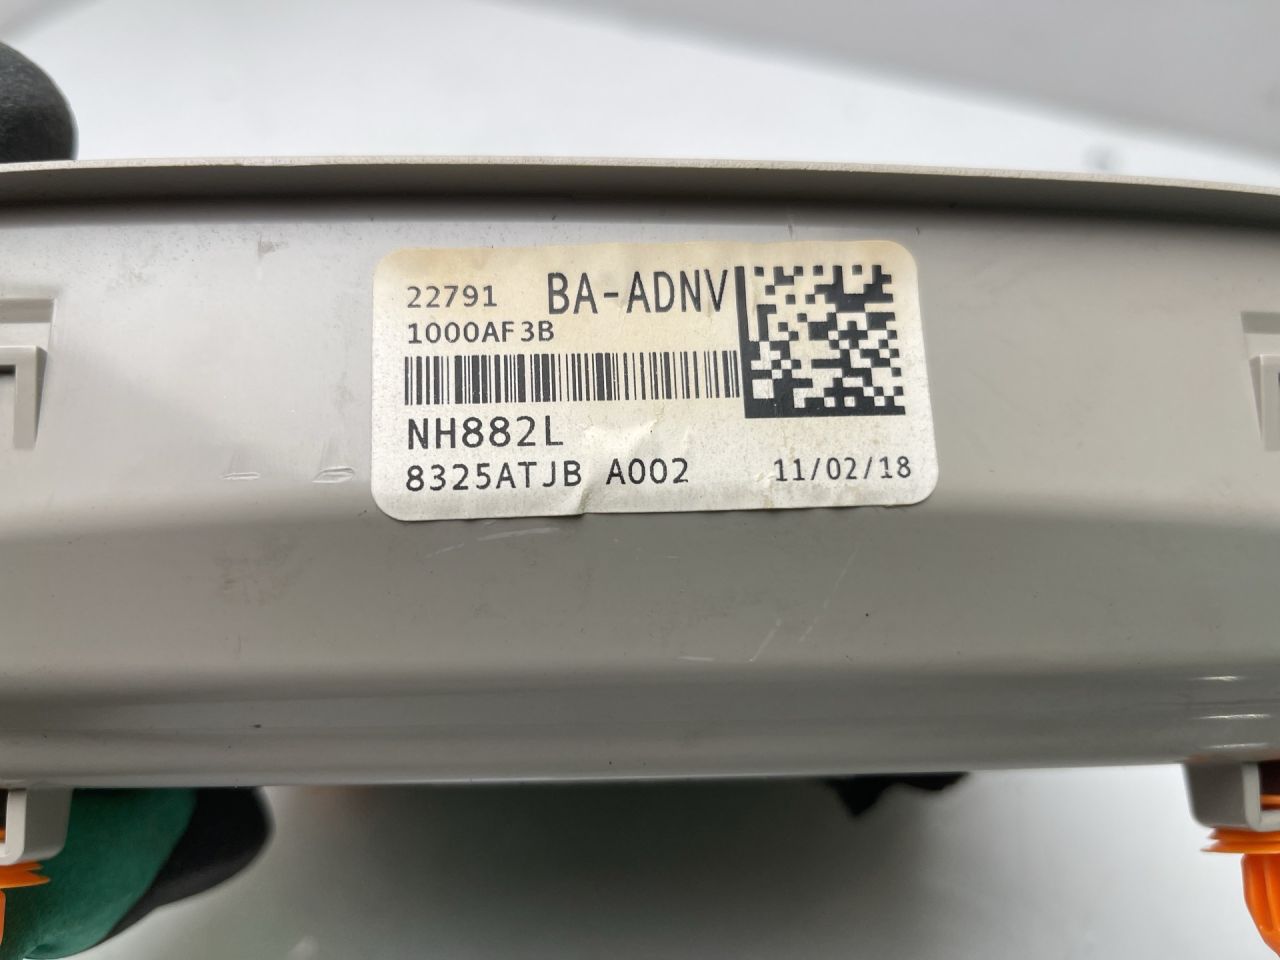 22791 BA-ADNV
1000AF3B
NH882L
8325ATJB A002 11/02/18